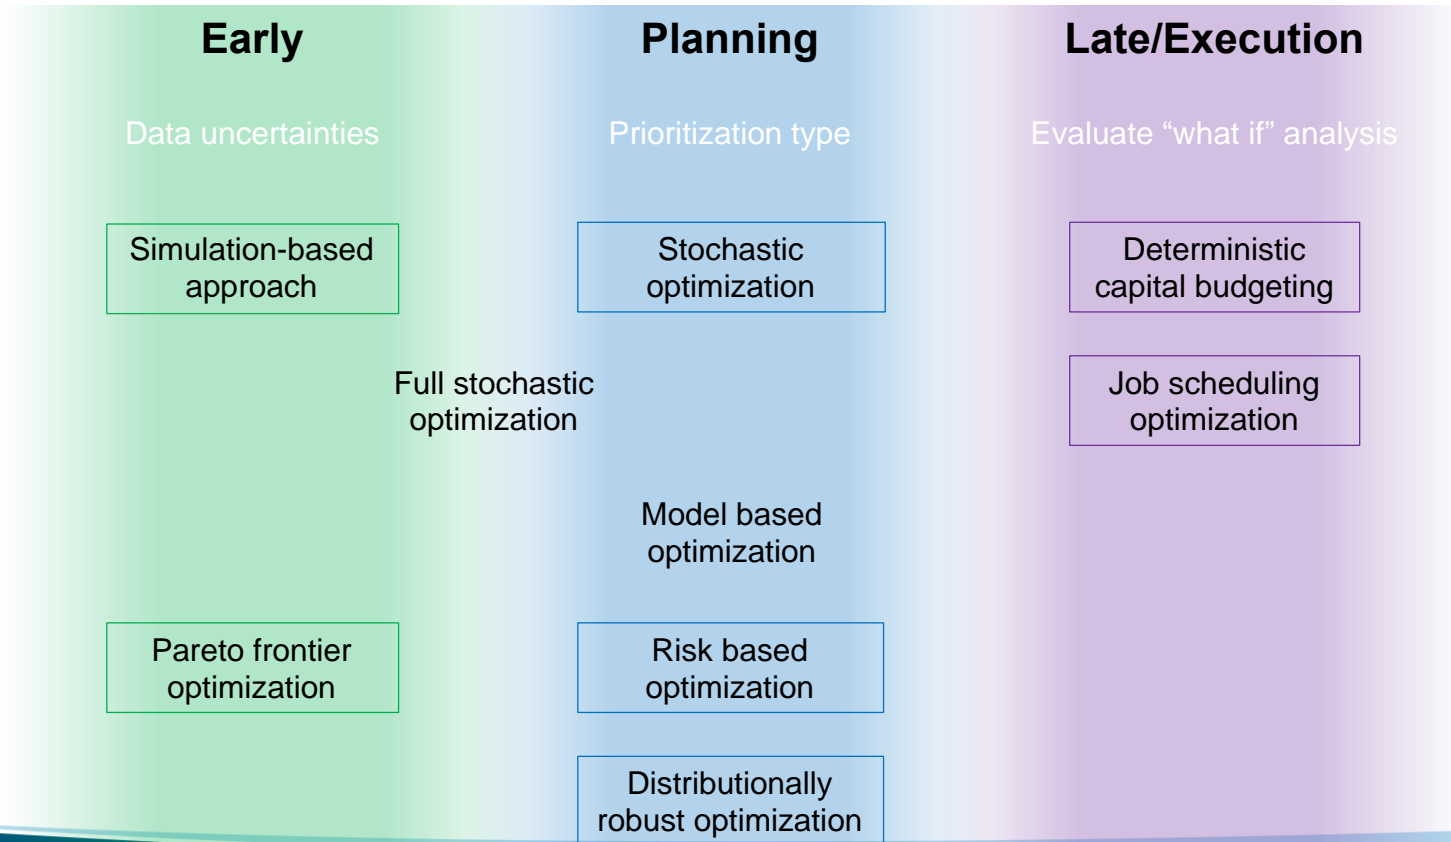 Early
Planning
Late/Execution
Data uncertainties
Prioritization type
Evaluate “what if” analysis
Simulation-based
approach
Stochastic
optimization
Deterministic
capital budgeting
Full stochastic
optimization
Job scheduling
optimization
Model based
optimization
Pareto frontier
optimization
Risk based
optimization
Distributionally
robust optimization